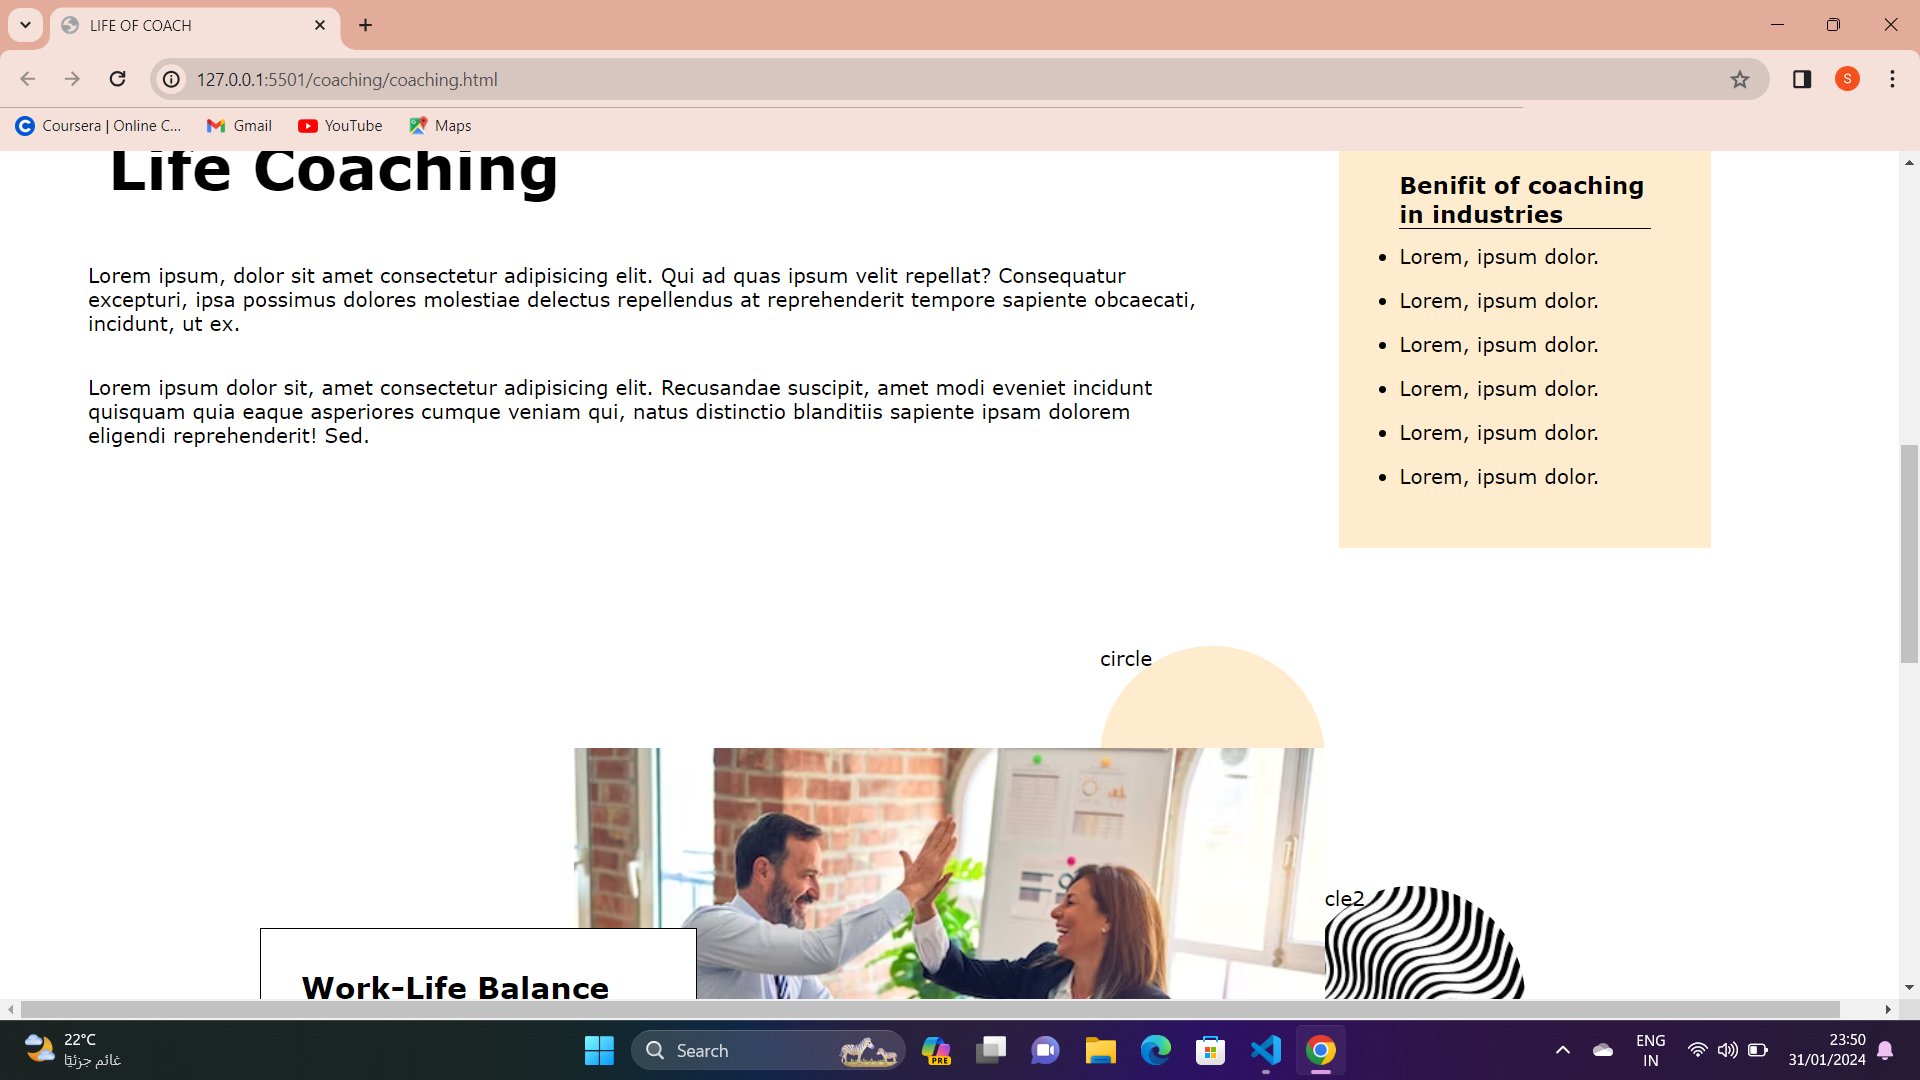 LIFE OF COACH
127.0.0.1:5501/coaching/coaching.html
S
Coursera | Online C...
Gmail
YouTube
Maps
Life Coaching
Lorem ipsum, dolor sit amet consectetur adipisicing elit. Qui ad quas ipsum velit repellat? Consequatur
excepturi, ipsa possimus dolores molestiae delectus repellendus at reprehenderit tempore sapiente obcaecati,
incidunt, ut ex.
Lorem ipsum dolor sit, amet consectetur adipisicing elit. Recusandae suscipit, amet modi eveniet incidunt
quisquam quia eaque asperiores cumque veniam qui, natus distinctio blanditiis sapiente ipsam dolorem
eligendi reprehenderit! Sed.
Benifit of coaching
in industries
Lorem, ipsum dolor.
Lorem, ipsum dolor.
Lorem, ipsum dolor.
Lorem, ipsum dolor.
Lorem, ipsum dolor.
Lorem, ipsum dolor.
circle
cle2
Work-Life Balance
22°C
غائم جزئيًا
Search
PRE
ENG
IN
23:50
31/01/2024